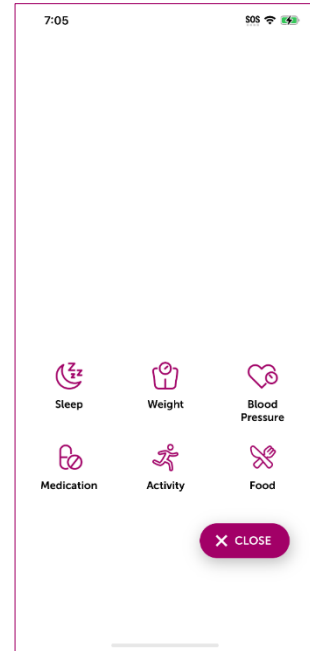 7:05 SOS
Sleep Weight Blood
Pressure
Medication Activity Food
CLOSE